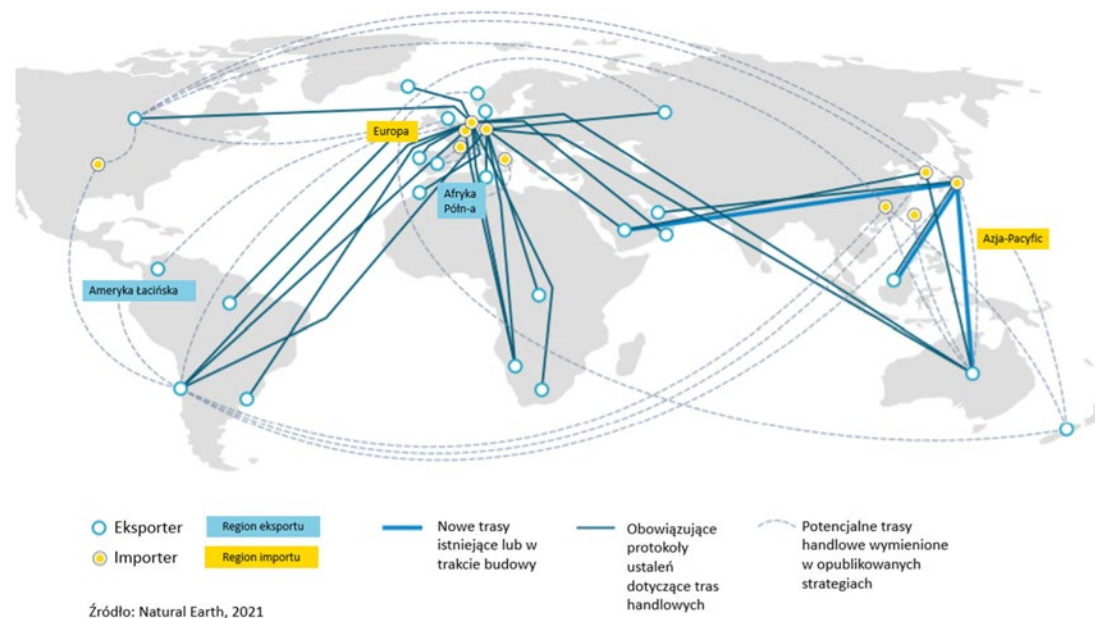 Europa
Afryka
Półn-a
Azja-Pacyfic
Ameryka Łacińska
Eksporter
Region eksportu
Importer
Region importu
Nowe trasy
istniejące lub w
trakcie budowy
Obowiązujące
protokoły
ustaleń
dotyczące tras
handlowych
Potencjalne trasy
handlowe wymienione
w opublikowanych
strategiach
Źródło: Natural Earth, 2021